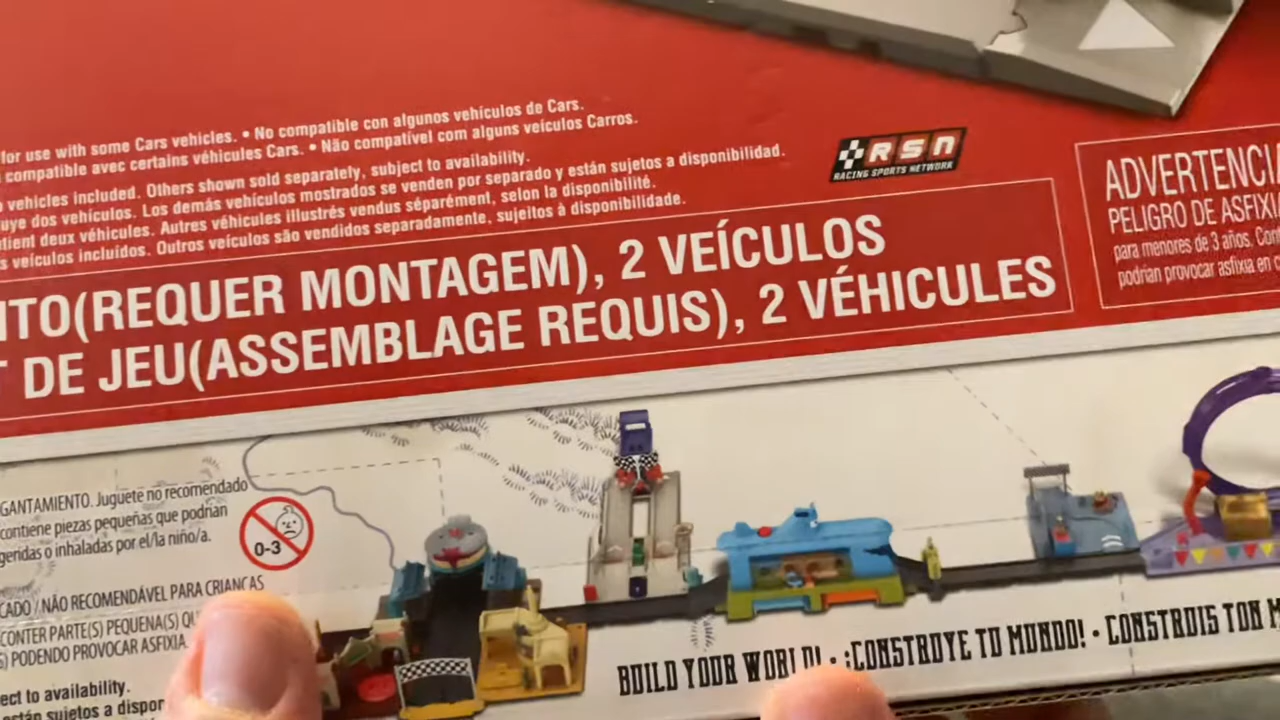 for use with some Cars vehicles. • No compatible con algunos vehículos de Cars.
compatible avec certains véhicules Cars. • Não compatível com alguns veículos Carros.
vehicles included. Others shown sold separately, subject to availability.
uye dos vehículos. Los demás vehículos mostrados se venden por separado y están sujetos a disponibilidad.
tient deux véhicules. Autres véhicules illustrés vendus séparément, selon la disponibilité.
s veículos incluídos. Outros veículos são vendidos separadamente, sujeitos à disponibilidade.
RSN
RACING SPORTS NETWORK
ITO(REQUER MONTAGEM), 2 VEÍCULOS
T DE JEU(ASSEMBLAGE REQUIS), 2 VÉHICULES
ADVERTENCIA
PELIGRO DE ASFIXI
para menores de 3 años. Cont
podrían provocar asfixia en c
GANTAMIENTO. Juguete no recomendado
contiene piezas pequeñas que podrían
geridas o inhaladas por el/la niño/a.
0-3
CADO / NÃO RECOMENDÁVEL PARA CRIANÇAS
CONTER PARTE(S) PEQUENA(S) QU
S) PODENDO PROVOCAR ASFIXIA.
ect to availability.
están sujetos a dispon
BUILD YOUR WORLD! • ¡CONSTRUYE TU MUNDO! • CONSTRUIS TON M